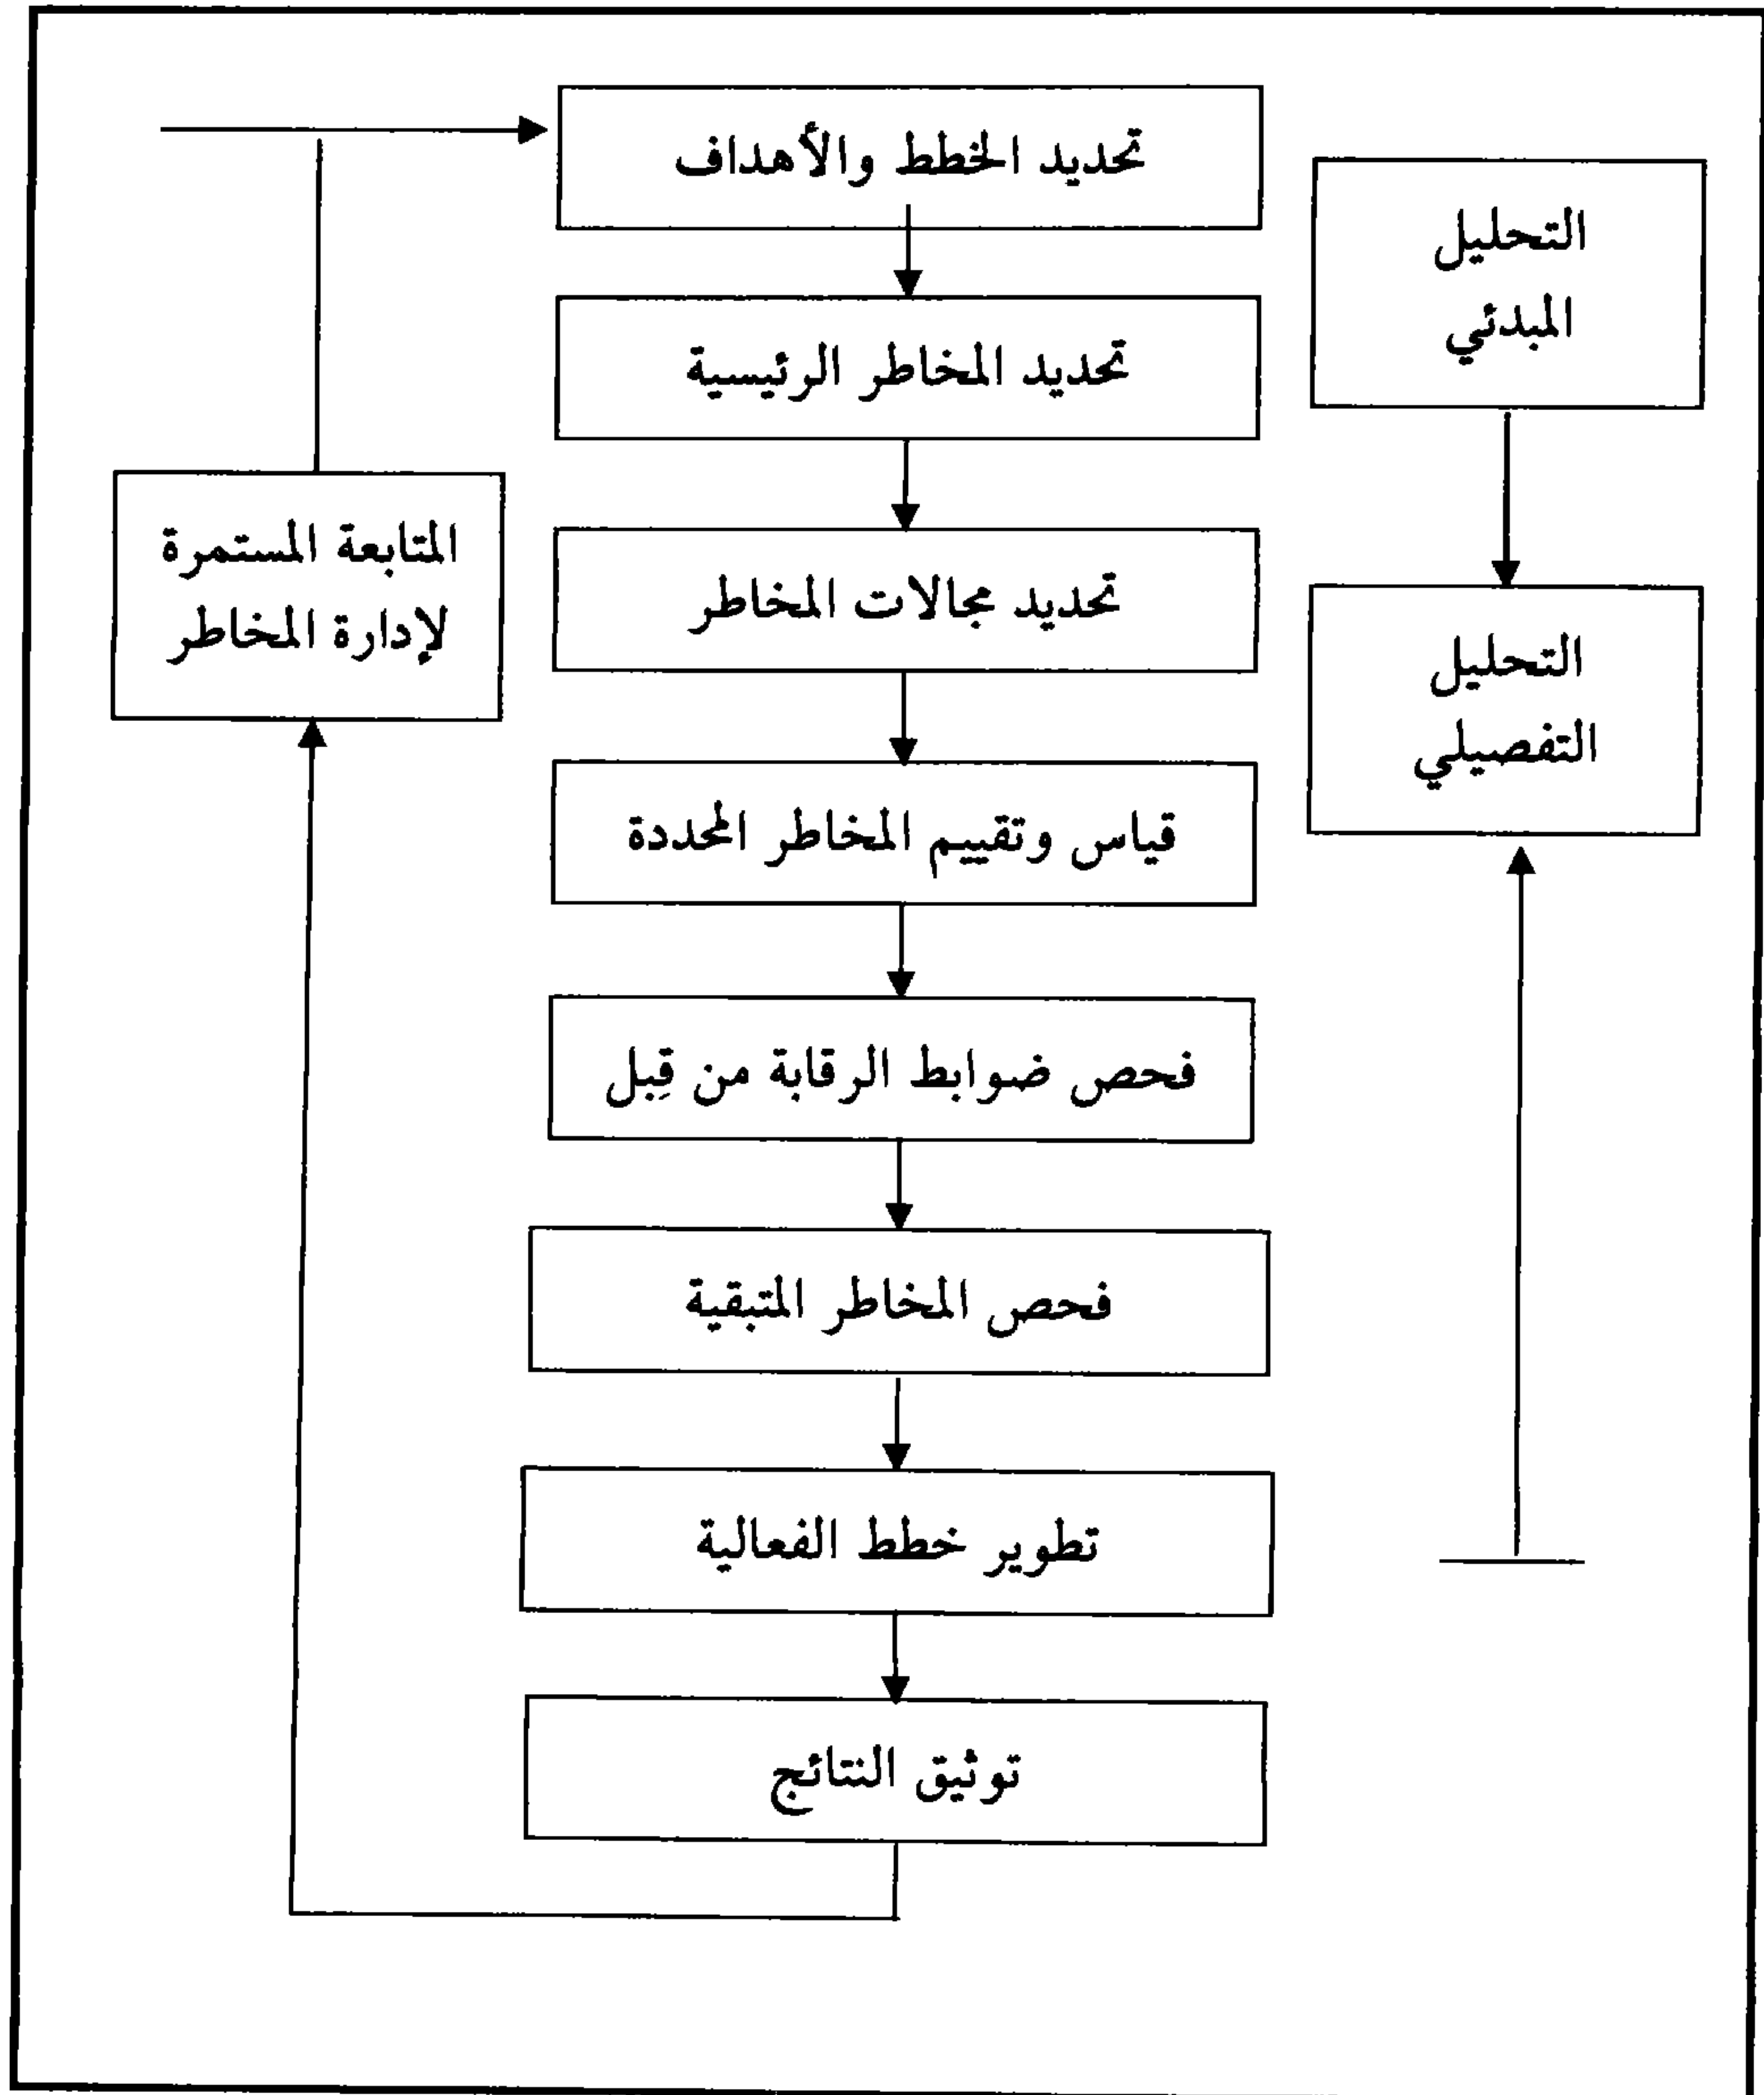 تحديد الخطط والأهداف
التحليل
المبدئي
تحديد المخاطر الرئيسية
المتابعة المستمرة
لإدارة المخاطر
تحديد مجالات المخاطر
التحليل
التفصيلي
قياس وتقييم المخاطر المحددة
فحص ضوابط الرقابة من قِبل
فحص المخاطر المتبقية
تطوير خطط الفعالية
توثيق النتائج